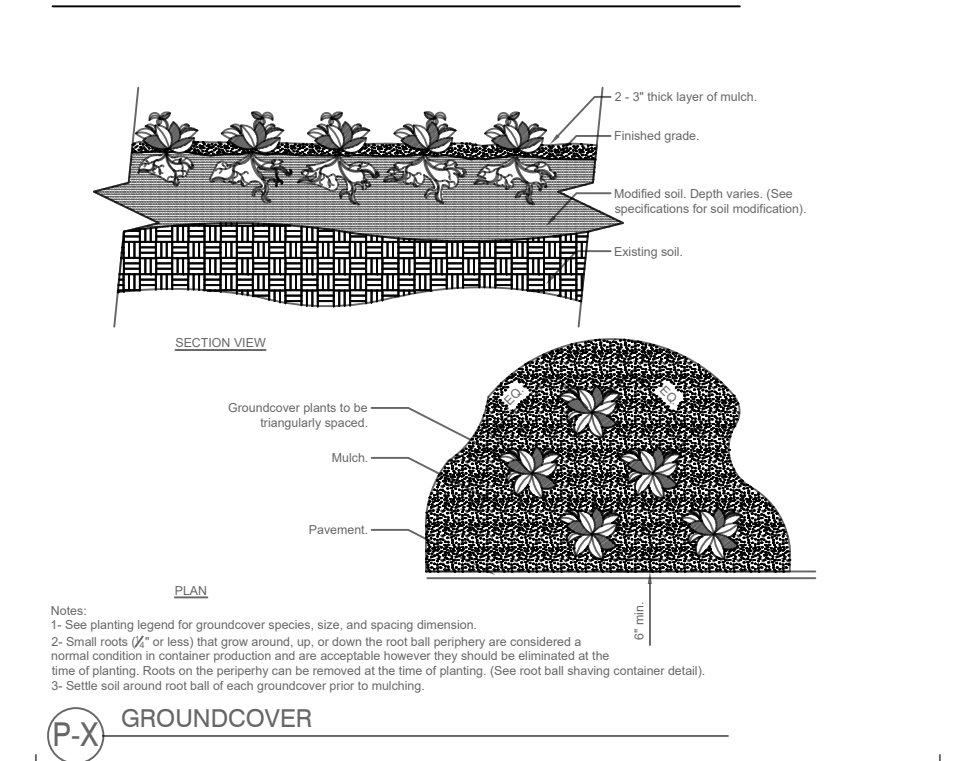 2 - 3" thick layer of mulch.
Finished grade.
Modified soil. Depth varies. (See
specifications for soil modification).
Existing soil.
SECTION VIEW
EQ.
EQ.
Groundcover plants to be
triangularly spaced.
Mulch.
Pavement.
6" min.
PLAN
Notes:
1- See planting legend for groundcover species, size, and spacing dimension.
2- Small roots (1/4" or less) that grow around, up, or down the root ball periphery are considered a
normal condition in container production and are acceptable however they should be eliminated at the
time of planting. Roots on the periperhy can be removed at the time of planting. (See root ball shaving container detail).
3- Settle soil around root ball of each groundcover prior to mulching.
P-X
GROUNDCOVER